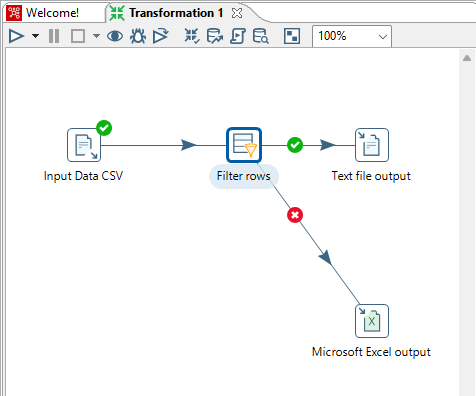 Welcome!
Transformation 1
100%
Input Data CSV
Filter rows
Text file output
X
Microsoft Excel output